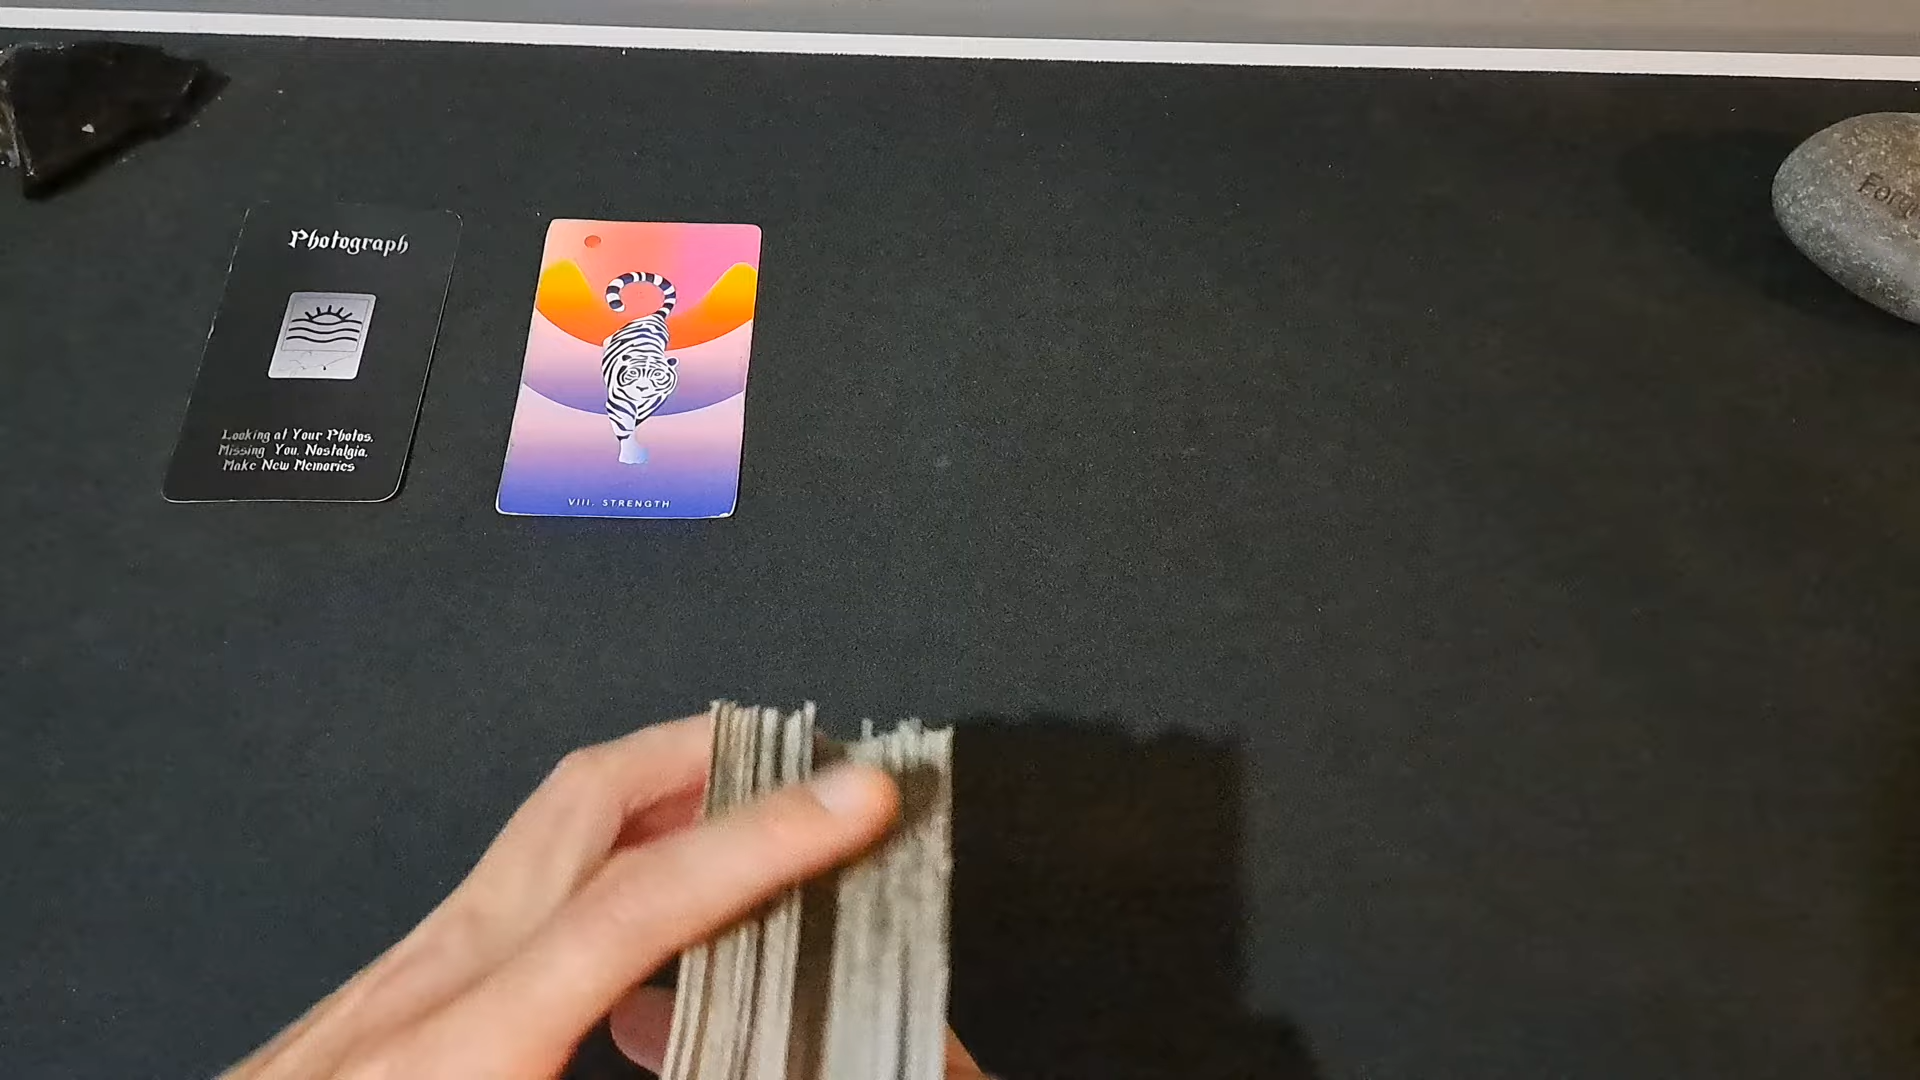 Photograph
Looking at Your Photos,
Missing You, Nostalgia,
Make New Memories
VIII. STRENGTH